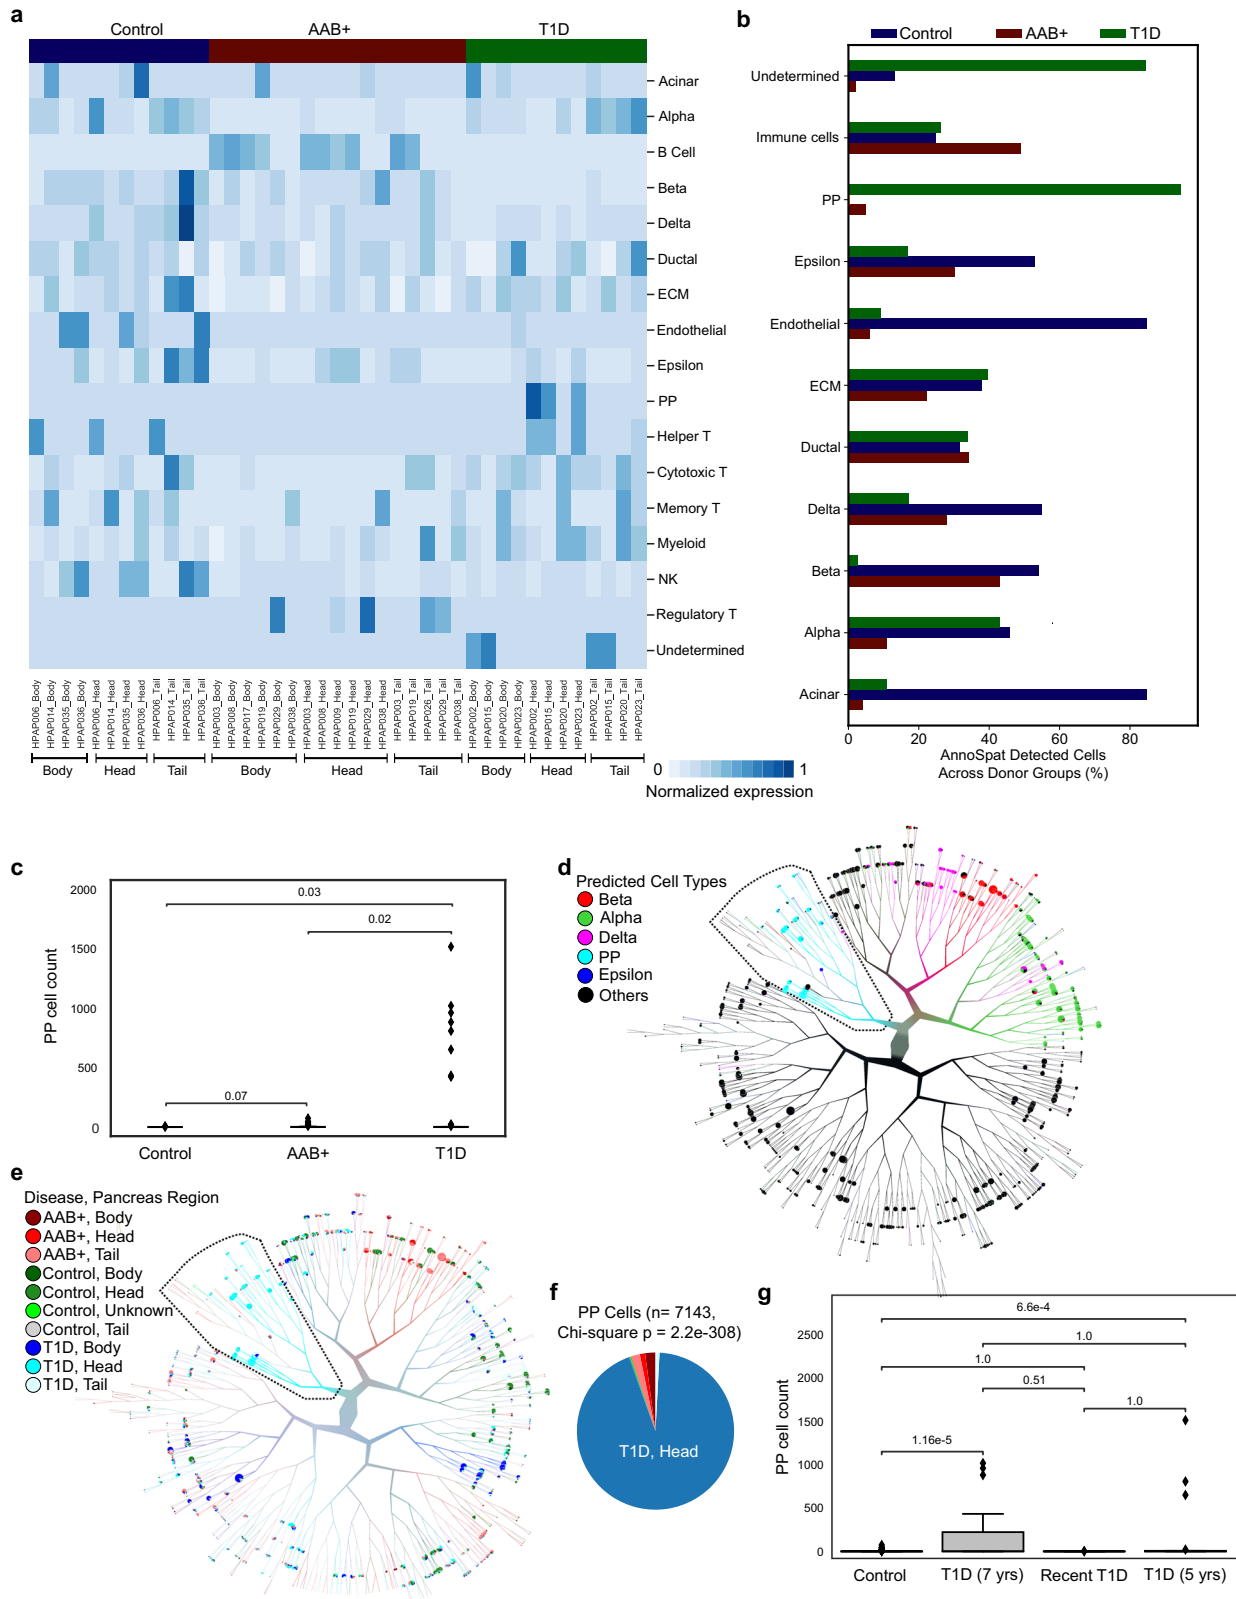 a
Control
AAB+
T1D
Acinar
Alpha
B Cell
Beta
Delta
Ductal
ECM
Endothelial
Epsilon
PP
Helper T
Cytotoxic T
Memory T
Myeloid
NK
Regulatory T
Undetermined
HPAP006_Body
HPAP014_Body
HPAP035_Body
HPAP036_Body
HPAP006_Head
HPAP014_Head
HPAP035_Head
HPAP036_Head
HPAP006_Tail
HPAP014_Tail
HPAP035_Tail
HPAP036_Tail
HPAP003_Body
HPAP008_Body
HPAP017_Body
HPAP019_Body
HPAP029_Body
HPAP038_Body
HPAP003_Head
HPAP008_Head
HPAP009_Head
HPAP019_Head
HPAP029_Head
HPAP038_Head
HPAP003_Tail
HPAP019_Tail
HPAP026_Tail
HPAP029_Tail
HPAP038_Tail
HPAP002_Body
HPAP015_Body
HPAP020_Body
HPAP023_Body
HPAP002_Head
HPAP015_Head
HPAP020_Head
HPAP023_Head
HPAP002_Tail
HPAP015_Tail
HPAP020_Tail
HPAP023_Tail
Body
Head
Tail
Body
Head
Tail
Body
Head
Tail
0
1
Normalized expression
b
Control
AAB+
T1D
Undetermined
Immune cells
PP
Epsilon
Endothelial
ECM
Ductal
Delta
Beta
Alpha
Acinar
0 20 40 60 80
AnnoSpat Detected Cells
Across Donor Groups (%)
c
PP cell count
2000
1500
1000
500
0
0.03
0.02
0.07
Control
AAB+
T1D
d
Predicted Cell Types
Beta
Alpha
Delta
PP
Epsilon
Others
e
Disease, Pancreas Region
AAB+, Body
AAB+, Head
AAB+, Tail
Control, Body
Control, Head
Control, Unknown
Control, Tail
T1D, Body
T1D, Head
T1D, Tail
f
PP Cells (n= 7143,
Chi-square p = 2.2e-308)
T1D, Head
g
PP cell count
2500
2000
1500
1000
500
0
6.6e-4
1.0
1.0
0.51
1.0
1.16e-5
Control
T1D (7 yrs)
Recent T1D
T1D (5 yrs)